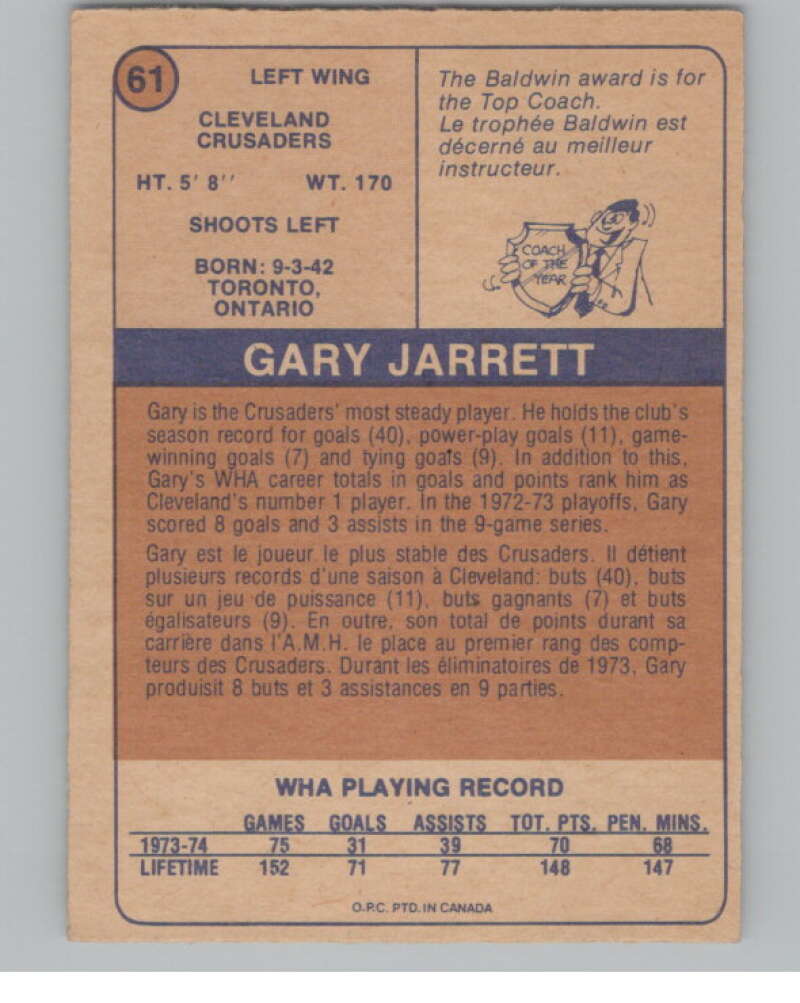 61
LEFT WING
CLEVELAND
CRUSADERS
HT. 5' 8'' WT. 170
SHOOTS LEFT
BORN: 9-3-42
TORONTO,
ONTARIO
The Baldwin award is for
the Top Coach.
Le trophée Baldwin est
décerné au meilleur
instructeur.
COACH
OF THE
YEAR
GARY JARRETT
Gary is the Crusaders' most steady player. He holds the club's
season record for goals (40), power-play goals (11), game-
winning goals (7) and tying goals (9). In addition to this,
Gary's WHA career totals in goals and points rank him as
Cleveland's number 1 player. In the 1972-73 playoffs, Gary
scored 8 goals and 3 assists in the 9-game series.
Gary est le joueur le plus stable des Crusaders. Il détient
plusieurs records d'une saison à Cleveland: buts (40), buts
sur un jeu de puissance (11), buts gagnants (7) et buts
égalisateurs (9). En outre, son total de points durant sa
carrière dans l'A.M.H. le place au premier rang des comp-
teurs des Crusaders. Durant les éliminatoires de 1973, Gary
produisit 8 buts et 3 assistances en 9 parties.
WHA PLAYING RECORD
GAMES GOALS ASSISTS TOT. PTS. PEN. MINS.
1973-74 75 31 39 70 68
LIFETIME 152 71 77 148 147
O.P.C. PTD. IN CANADA